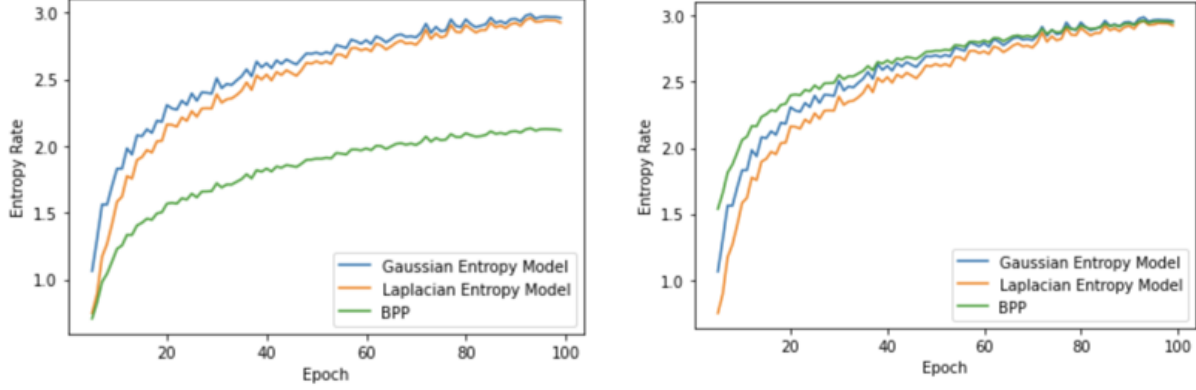 3.0
2.5
2.0
1.5
1.0
Entropy Rate
20 40 60 80 100
Epoch
Gaussian Entropy Model
Laplacian Entropy Model
BPP
3.0
2.5
2.0
1.5
1.0
Entropy Rate
20 40 60 80 100
Epoch
Gaussian Entropy Model
Laplacian Entropy Model
BPP